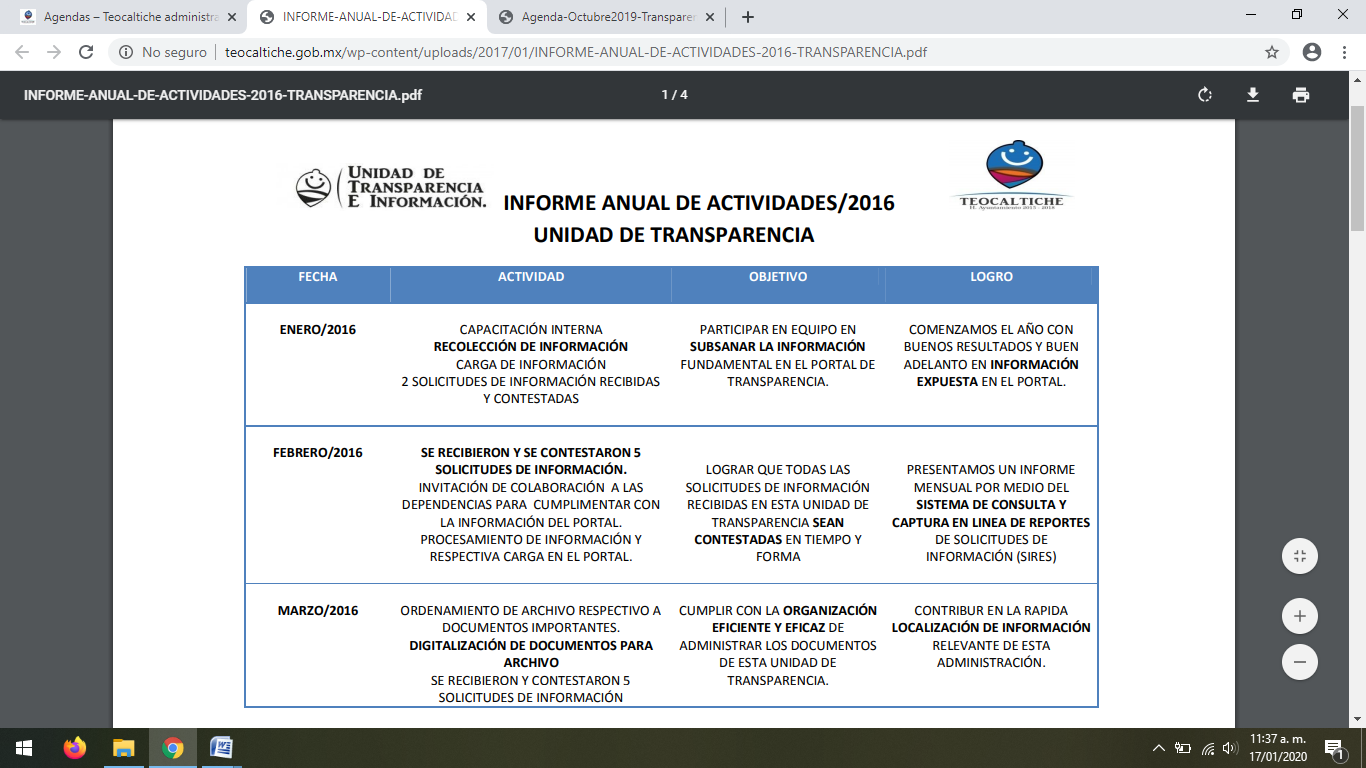 Agendas – Teocaltiche administra
INFORME-ANUAL-DE-ACTIVIDAD
Agenda-Octubre2019-Transparen
No seguro
teocaltiche.gob.mx/wp-content/uploads/2017/01/INFORME-ANUAL-DE-ACTIVIDADES-2016-TRANSPARENCIA.pdf
INFORME-ANUAL-DE-ACTIVIDADES-2016-TRANSPARENCIA.pdf
1 / 4
UNIDAD DE
TRANSPARENCIA
E INFORMACIÓN.
TEOCALTICHE
H. Ayuntamiento 2015 - 2018
INFORME ANUAL DE ACTIVIDADES/2016
UNIDAD DE TRANSPARENCIA
FECHA
ACTIVIDAD
OBJETIVO
LOGRO
ENERO/2016
CAPACITACIÓN INTERNA
RECOLECCIÓN DE INFORMACIÓN
CARGA DE INFORMACIÓN
2 SOLICITUDES DE INFORMACIÓN RECIBIDAS
Y CONTESTADAS
PARTICIPAR EN EQUIPO EN
SUBSANAR LA INFORMACIÓN
FUNDAMENTAL EN EL PORTAL DE
TRANSPARENCIA.
COMENZAMOS EL AÑO CON
BUENOS RESULTADOS Y BUEN
ADELANTO EN INFORMACIÓN
EXPUESTA EN EL PORTAL.
FEBRERO/2016
SE RECIBIERON Y SE CONTESTARON 5
SOLICITUDES DE INFORMACIÓN.
INVITACIÓN DE COLABORACIÓN A LAS
DEPENDENCIAS PARA CUMPLIMENTAR CON
LA INFORMACIÓN DEL PORTAL.
PROCESAMIENTO DE INFORMACIÓN Y
RESPECTIVA CARGA EN EL PORTAL.
LOGRAR QUE TODAS LAS
SOLICITUDES DE INFORMACIÓN
RECIBIDAS EN ESTA UNIDAD DE
TRANSPARENCIA SEAN
CONTESTADAS EN TIEMPO Y
FORMA
PRESENTAMOS UN INFORME
MENSUAL POR MEDIO DEL
SISTEMA DE CONSULTA Y
CAPTURA EN LINEA DE REPORTES
DE SOLICITUDES DE
INFORMACIÓN (SIRES)
MARZO/2016
ORDENAMIENTO DE ARCHIVO RESPECTIVO A
DOCUMENTOS IMPORTANTES.
DIGITALIZACIÓN DE DOCUMENTOS PARA
ARCHIVO
SE RECIBIERON Y CONTESTARON 5
SOLICITUDES DE INFORMACIÓN
CUMPLIR CON LA ORGANIZACIÓN
EFICIENTE Y EFICAZ DE
ADMINISTRAR LOS DOCUMENTOS
DE ESTA UNIDAD DE
TRANSPARENCIA.
CONTRIBUR EN LA RAPIDA
LOCALIZACIÓN DE INFORMACIÓN
RELEVANTE DE ESTA
ADMINISTRACIÓN.
11:37 a. m.
17/01/2020
1